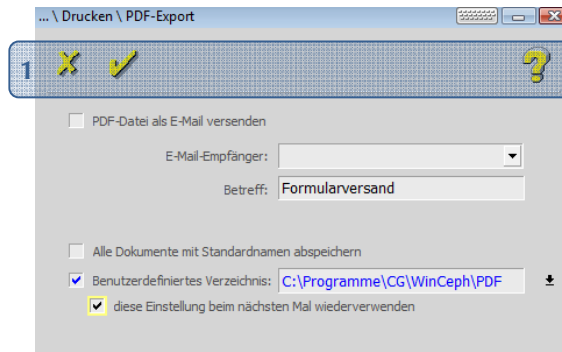 ... \ Drucken \ PDF-Export
1
PDF-Datei als E-Mail versenden
E-Mail-Empfänger:
Betreff: Formularversand
Alle Dokumente mit Standardnamen abspeichern
Benutzerdefiniertes Verzeichnis: C:\Programme\CG\WinCeph\PDF
diese Einstellung beim nächsten Mal wiederverwenden